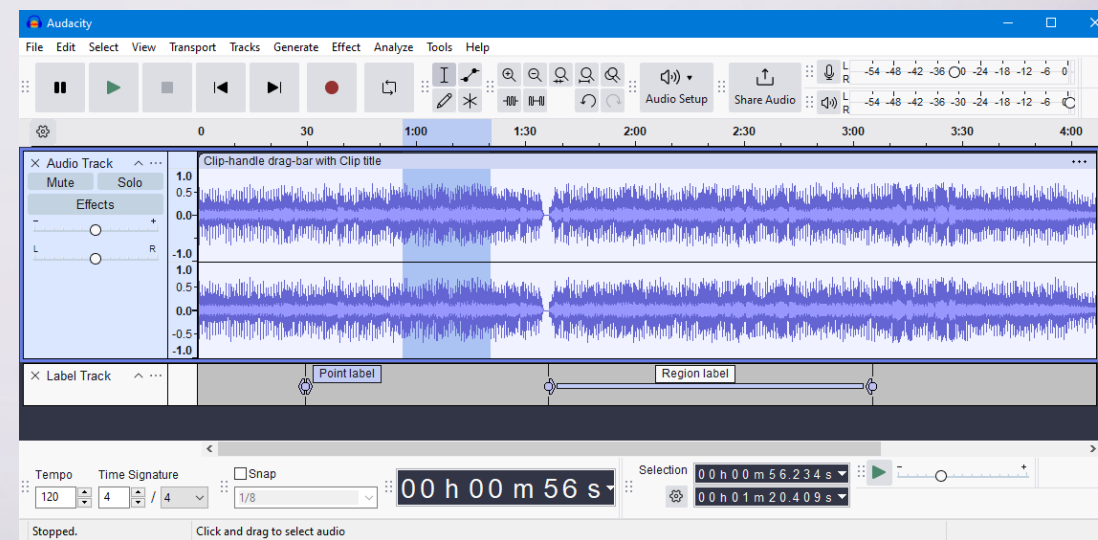 Audacity
File Edit Select View Transport Tracks Generate Effect Analyze Tools Help
Audio Setup
Share Audio
L R -54 -48 -42 -36 0 -24 -18 -12 -6 0
L R -54 -48 -42 -36 -30 -24 -18 -12 -6 0
0 30 1:00 1:30 2:00 2:30 3:00 3:30 4:00
Audio Track
Mute Solo
Effects
- +
L R
1.0
0.5
0.0
-1.0
1.0
0.5
0.0
-0.5
-1.0
Clip-handle drag-bar with Clip title
Label Track
Point label
Region label
Tempo Time Signature
120 4 / 4
Snap
1/8
00 h 00 m 56 s
Selection
00 h 00 m 56.234 s
00 h 01 m 20.409 s
- +
Stopped.
Click and drag to select audio